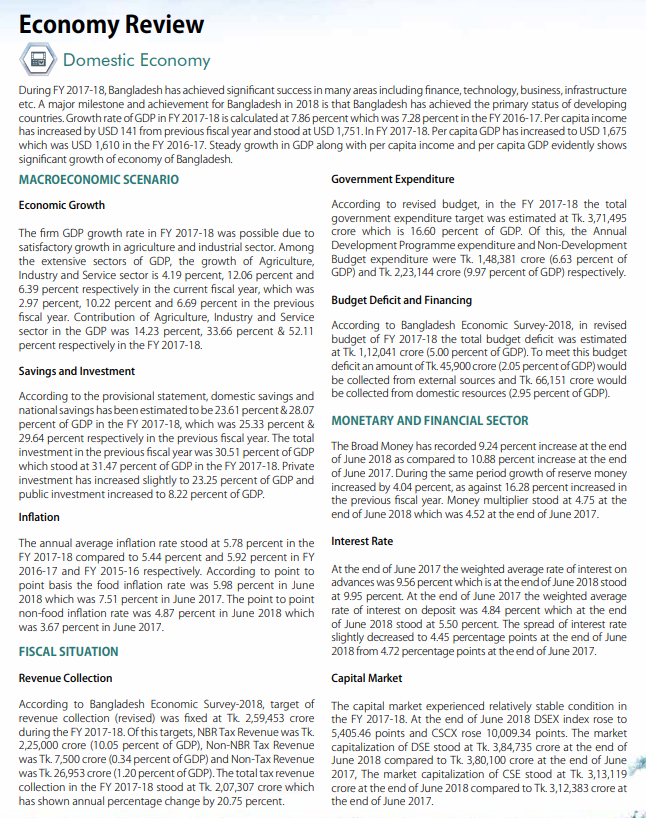 Economy Review
Domestic Economy
During FY 2017-18, Bangladesh has achieved significant success in many areas including finance, technology, business, infrastructure
etc. A major milestone and achievement for Bangladesh in 2018 is that Bangladesh has achieved the primary status of developing
countries. Growth rate of GDP in FY 2017-18 is calculated at 7.86 percent which was 7.28 percent in the FY 2016-17. Per capita income
has increased by USD 141 from previous fiscal year and stood at USD 1,751. In FY 2017-18. Per capita GDP has increased to USD 1,675
which was USD 1,610 in the FY 2016-17. Steady growth in GDP along with per capita income and per capita GDP evidently shows
significant growth of economy of Bangladesh.
MACROECONOMIC SCENARIO
Economic Growth
The firm GDP growth rate in FY 2017-18 was possible due to
satisfactory growth in agriculture and industrial sector. Among
the extensive sectors of GDP, the growth of Agriculture,
Industry and Service sector is 4.19 percent, 12.06 percent and
6.39 percent respectively in the current fiscal year, which was
2.97 percent, 10.22 percent and 6.69 percent in the previous
fiscal year. Contribution of Agriculture, Industry and Service
sector in the GDP was 14.23 percent, 33.66 percent & 52.11
percent respectively in the FY 2017-18.
Savings and Investment
According to the provisional statement, domestic savings and
national savings has been estimated to be 23.61 percent & 28.07
percent of GDP in the FY 2017-18, which was 25.33 percent &
29.64 percent respectively in the previous fiscal year. The total
investment in the previous fiscal year was 30.51 percent of GDP
which stood at 31.47 percent of GDP in the FY 2017-18. Private
investment has increased slightly to 23.25 percent of GDP and
public investment increased to 8.22 percent of GDP.
Inflation
The annual average inflation rate stood at 5.78 percent in the
FY 2017-18 compared to 5.44 percent and 5.92 percent in FY
2016-17 and FY 2015-16 respectively. According to point to
point basis the food inflation rate was 5.98 percent in June
2018 which was 7.51 percent in June 2017. The point to point
non-food inflation rate was 4.87 percent in June 2018 which
was 3.67 percent in June 2017.
FISCAL SITUATION
Revenue Collection
According to Bangladesh Economic Survey-2018, target of
revenue collection (revised) was fixed at Tk. 2,59,453 crore
during the FY 2017-18. Of this targets, NBR Tax Revenue was Tk.
2,25,000 crore (10.05 percent of GDP), Non-NBR Tax Revenue
was Tk. 7,500 crore (0.34 percent of GDP) and Non-Tax Revenue
was Tk. 26,953 crore (1.20 percent of GDP). The total tax revenue
collection in the FY 2017-18 stood at Tk. 2,07,307 crore which
has shown annual percentage change by 20.75 percent.
Government Expenditure
According to revised budget, in the FY 2017-18 the total
government expenditure target was estimated at Tk. 3,71,495
crore which is 16.60 percent of GDP. Of this, the Annual
Development Programme expenditure and Non-Development
Budget expenditure were Tk. 1,48,381 crore (6.63 percent of
GDP) and Tk. 2,23,144 crore (9.97 percent of GDP) respectively.
Budget Deficit and Financing
According to Bangladesh Economic Survey-2018, in revised
budget of FY 2017-18 the total budget deficit was estimated
at Tk. 1,12,041 crore (5.00 percent of GDP). To meet this budget
deficit an amount of Tk. 45,900 crore (2.05 percent of GDP) would
be collected from external sources and Tk. 66,151 crore would
be collected from domestic resources (2.95 percent of GDP).
MONETARY AND FINANCIAL SECTOR
The Broad Money has recorded 9.24 percent increase at the end
of June 2018 as compared to 10.88 percent increase at the end
of June 2017. During the same period growth of reserve money
increased by 4.04 percent, as against 16.28 percent increased in
the previous fiscal year. Money multiplier stood at 4.75 at the
end of June 2018 which was 4.52 at the end of June 2017.
Interest Rate
At the end of June 2017 the weighted average rate of interest on
advances was 9.56 percent which is at the end of June 2018 stood
at 9.95 percent. At the end of June 2017 the weighted average
rate of interest on deposit was 4.84 percent which at the end
of June 2018 stood at 5.50 percent. The spread of interest rate
slightly decreased to 4.45 percentage points at the end of June
2018 from 4.72 percentage points at the end of June 2017.
Capital Market
The capital market experienced relatively stable condition in
the FY 2017-18. At the end of June 2018 DSEX index rose to
5,405.46 points and CSCX rose 10,009.34 points. The market
capitalization of DSE stood at Tk. 3,84,735 crore at the end of
June 2018 compared to Tk. 3,80,100 crore at the end of June
2017, The market capitalization of CSE stood at Tk. 3,13,119
crore at the end of June 2018 compared to Tk. 3,12,383 crore at
the end of June 2017.